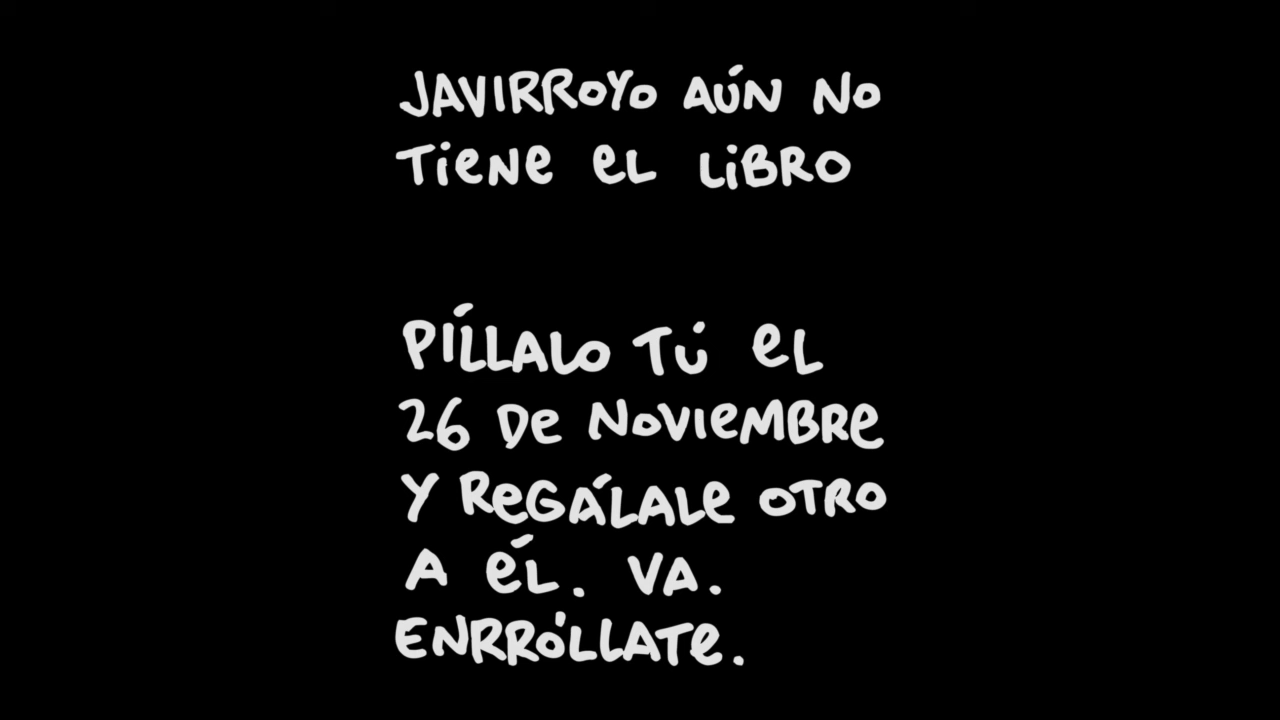 JAVIRROYO AÚN NO
TIENE EL LIBRO
PÍLLALO TÚ EL
26 DE NOVIEMBRE
Y REGÁLALE OTRO
A ÉL. VA.
ENRRÓLLATE.